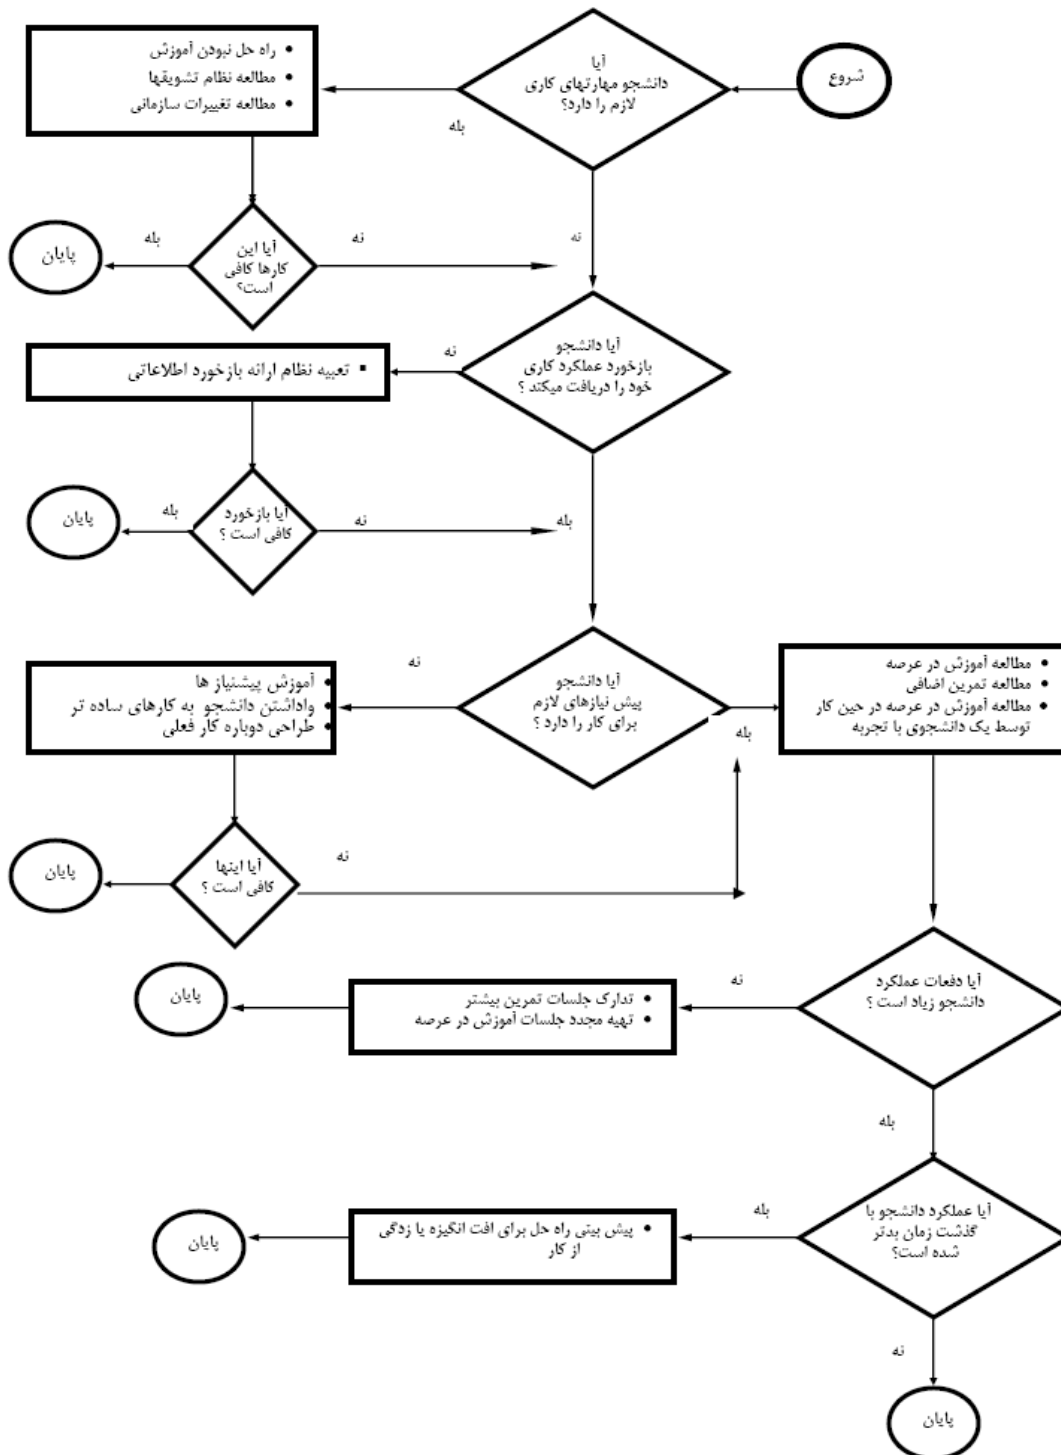 شروع
آیا
دانشجو مهارتهای کاری
لازم را دارد؟
بله
• راه حل نبودن آموزش
• مطالعه نظام تشویقها
• مطالعه تغییرات سازمانی
نه
آیا این
کارها کافی
است؟
نه
بله
پایان
آیا دانشجو
بازخورد عملکرد کاری
خود را دریافت میکند ؟
نه
▪ تعبیه نظام ارائه بازخورد اطلاعاتی
بله
آیا بازخورد
کافی است ؟
نه
بله
پایان
آیا دانشجو
پیش نیازهای لازم
برای کار را دارد ؟
نه
• آموزش پیشنیاز ها
• واداشتن دانشجو به کارهای ساده تر
• طراحی دوباره کار فعلی
بله
• مطالعه آموزش در عرصه
• مطالعه تمرین اضافی
• مطالعه آموزش در عرصه در حین کار
توسط یک دانشجوی با تجربه
آیا اینها
کافی است ؟
نه
پایان
آیا دفعات عملکرد
دانشجو زیاد است ؟
نه
• تدارک جلسات تمرین بیشتر
• تهیه مجدد جلسات آموزش در عرصه
پایان
بله
آیا عملکرد دانشجو با
گذشت زمان بدتر
شده است؟
بله
• پیش بینی راه حل برای افت انگیزه یا زدگی
از کار
پایان
نه
پایان